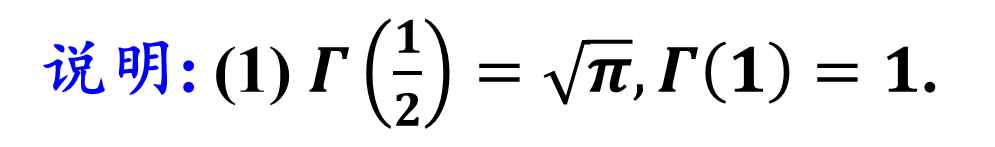 说明: (1) Γ(1/2) = √π, Γ(1) = 1.